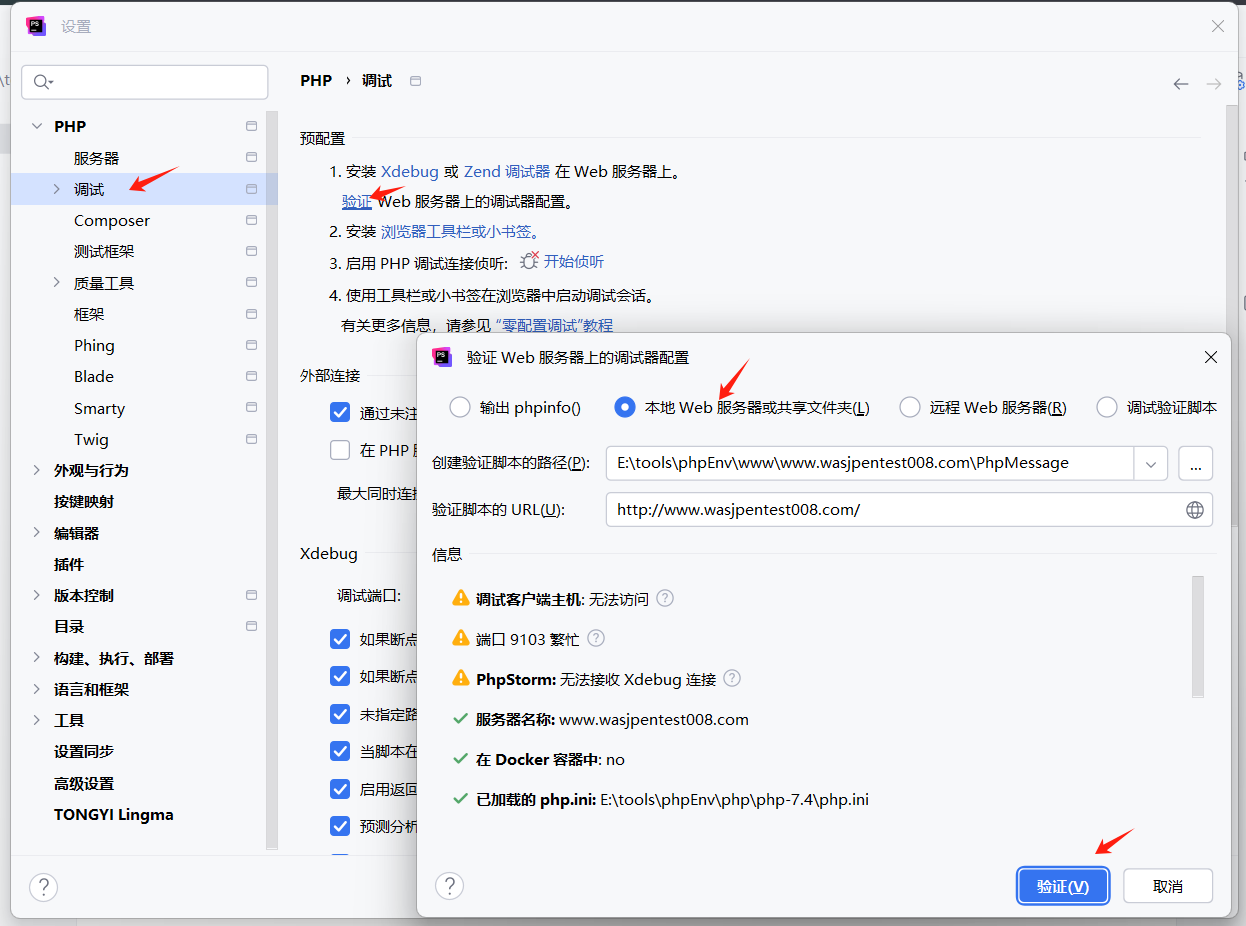 设置
PHP › 调试
PHP
服务器
调试
Composer
测试框架
质量工具
框架
Phing
Blade
Smarty
Twig
外观与行为
按键映射
编辑器
插件
版本控制
目录
构建、执行、部署
语言和框架
工具
设置同步
高级设置
TONGYI Lingma
预配置
1. 安装 Xdebug 或 Zend 调试器 在 Web 服务器上。
验证 Web 服务器上的调试器配置。
2. 安装 浏览器工具栏或小书签。
3. 启用 PHP 调试连接侦听: 开始侦听
4. 使用工具栏或小书签在浏览器中启动调试会话。
有关更多信息，请参见 “零配置调试”教程
外部连接
通过未注
在 PHP
最大同时连接
Xdebug
调试端口:
如果断点
如果断点
未指定路
当脚本在
启用返回
预测分析
验证 Web 服务器上的调试器配置
输出 phpinfo() 本地 Web 服务器或共享文件夹(L) 远程 Web 服务器(R) 调试验证脚本
创建验证脚本的路径(P): E:\tools\phpEnv\www\www.wasjpentest008.com\PhpMessage ...
验证脚本的 URL(U): http://www.wasjpentest008.com/
信息
调试客户端主机: 无法访问
端口 9103 繁忙
PhpStorm: 无法接收 Xdebug 连接
服务器名称: www.wasjpentest008.com
在 Docker 容器中: no
已加载的 php.ini: E:\tools\phpEnv\php\php-7.4\php.ini
验证(V) 取消